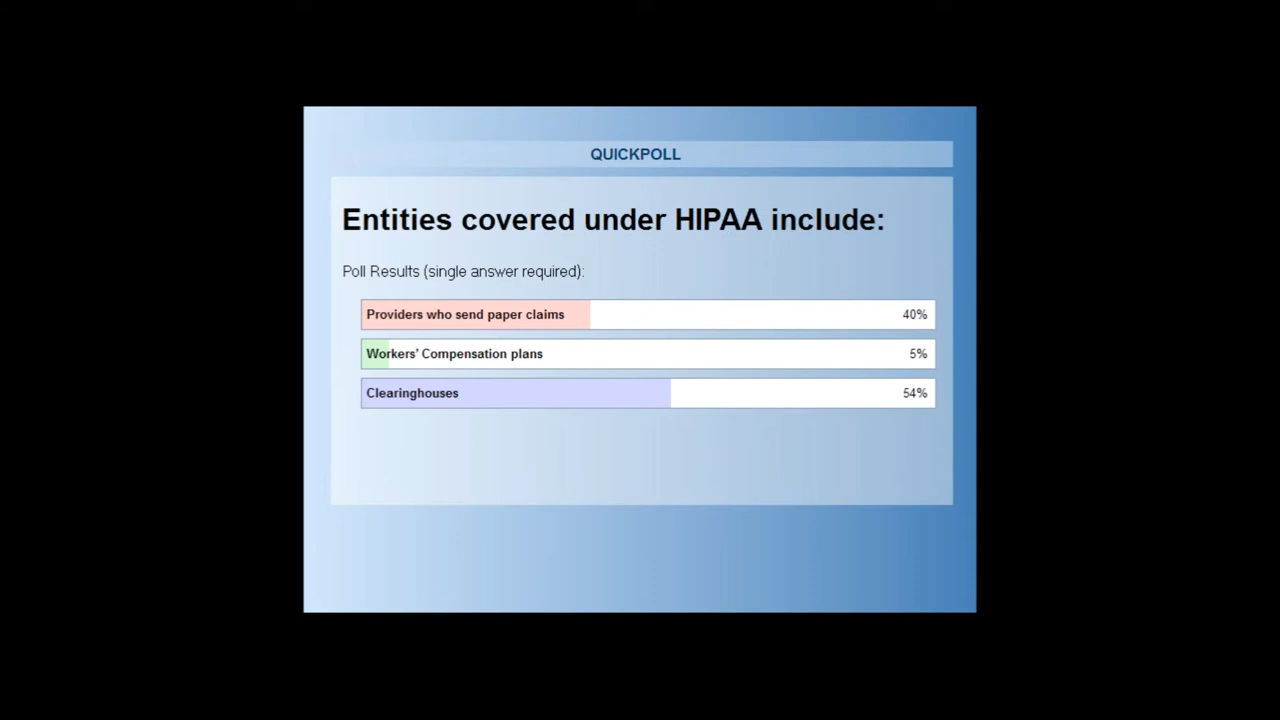 QUICKPOLL
Entities covered under HIPAA include:
Poll Results (single answer required):
Providers who send paper claims 40%
Workers' Compensation plans 5%
Clearinghouses 54%